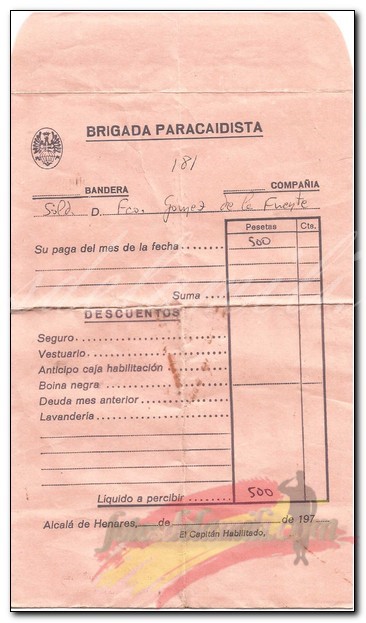 BRIGADA PARACAIDISTA
181
BANDERA COMPAÑIA
Sold. D. Fco. Gomez de la Fuente
Pesetas Cts.
Su paga del mes de la fecha. 500
Suma
DESCUENTOS
Seguro
Vestuario
Anticipo caja habilitación
Boina negra
Deuda mes anterior
Lavandería
Líquido a percibir 500
Alcalá de Henares, de de 197
El Capitán Habilitado,